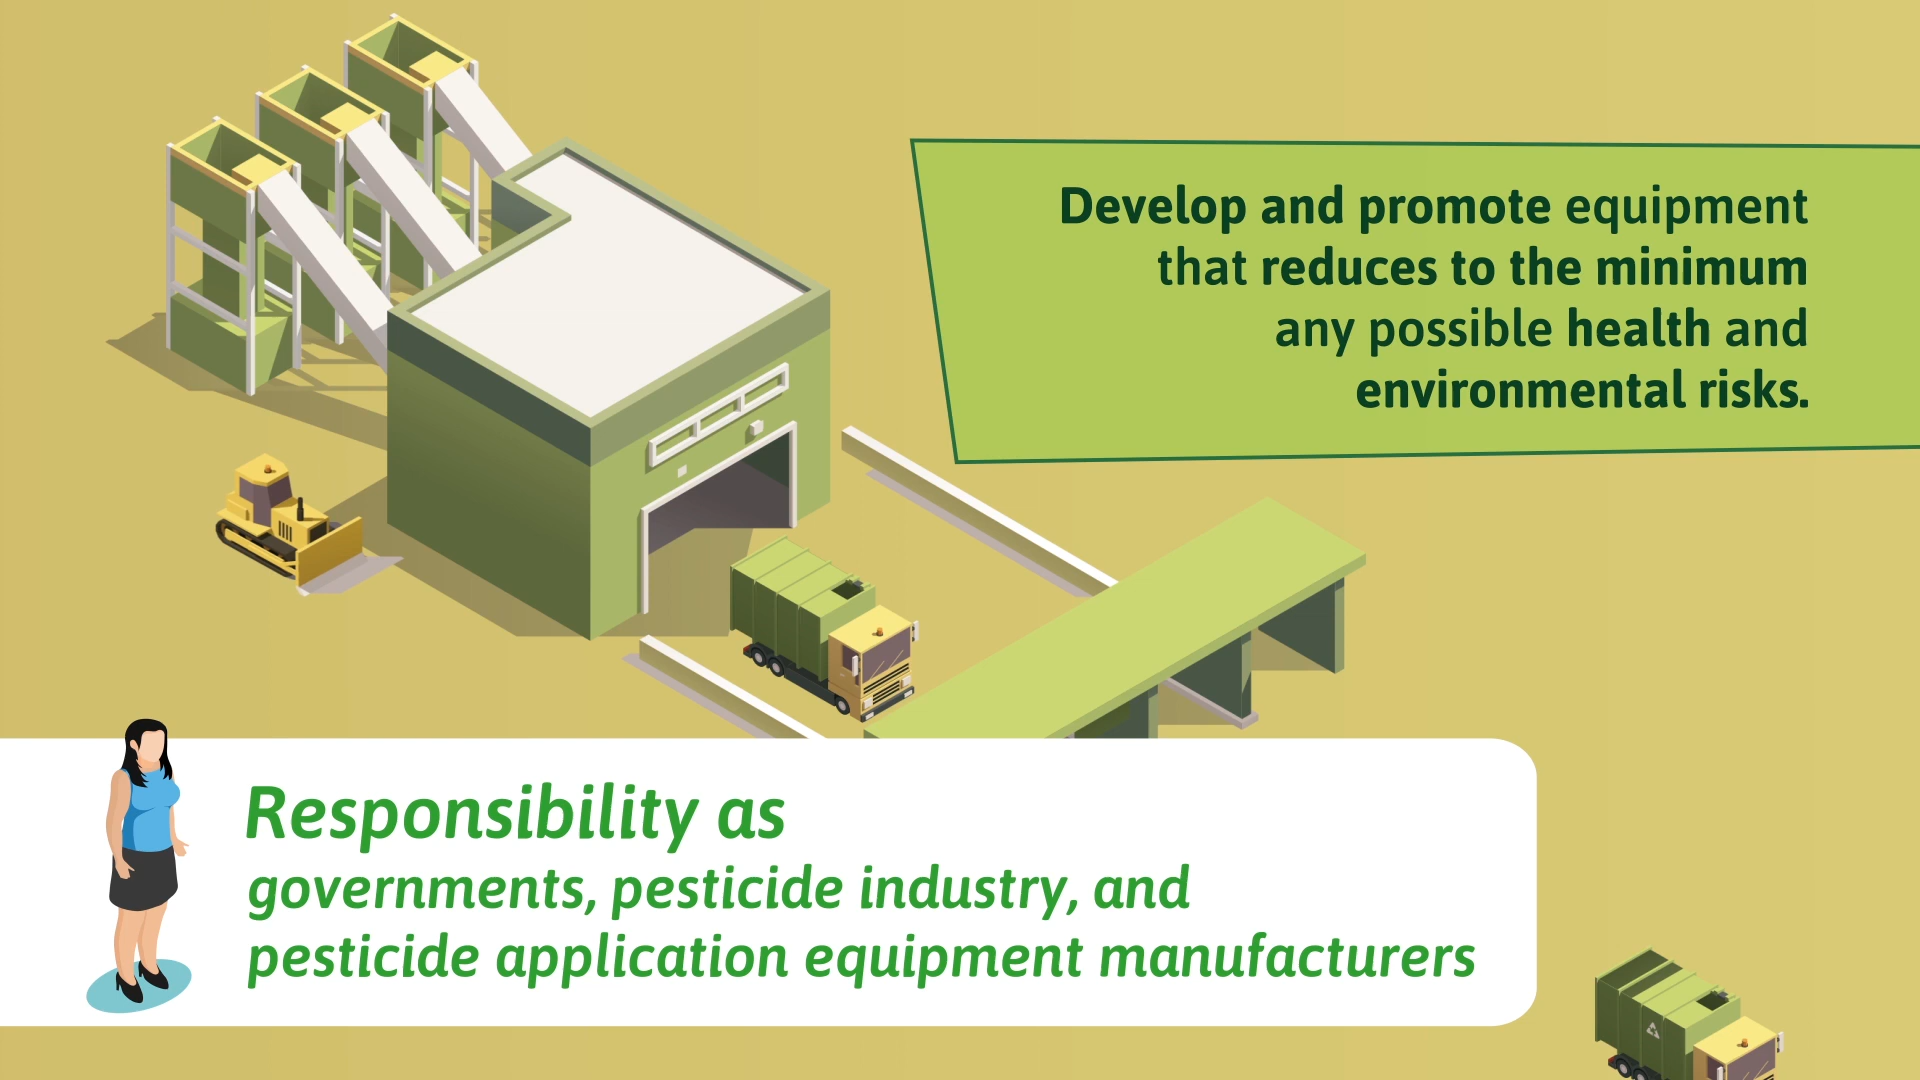 Develop and promote equipment
that reduces to the minimum
any possible health and
environmental risks.
Responsibility as
governments, pesticide industry, and
pesticide application equipment manufacturers